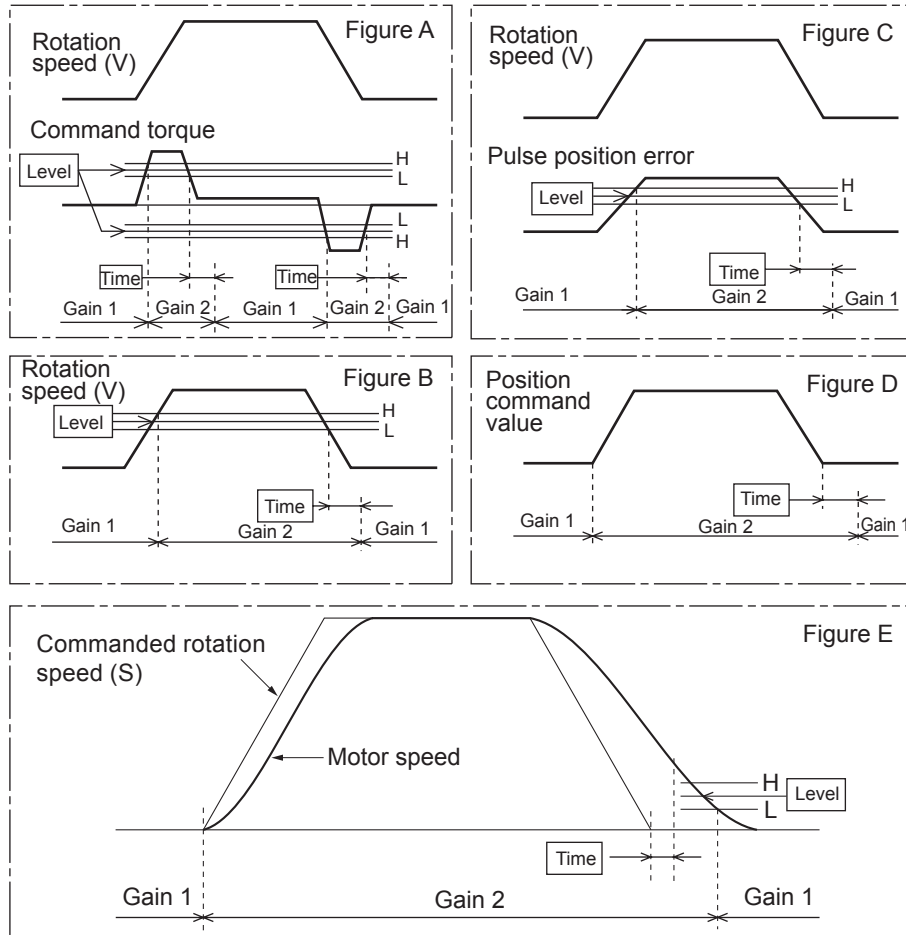 Figure A
Rotation
speed (V)
Command torque
H
L
Level
L
H
Time
Time
Gain 1
Gain 2
Gain 1
Gain 2
Gain 1
Figure C
Rotation
speed (V)
Pulse position error
H
L
Level
Time
Gain 1
Gain 2
Gain 1
Figure B
Rotation
speed (V)
H
L
Level
Time
Gain 1
Gain 2
Gain 1
Figure D
Position
command
value
Time
Gain 1
Gain 2
Gain 1
Figure E
Commanded rotation
speed (S)
Motor speed
H
Level
L
Time
Gain 1
Gain 2
Gain 1